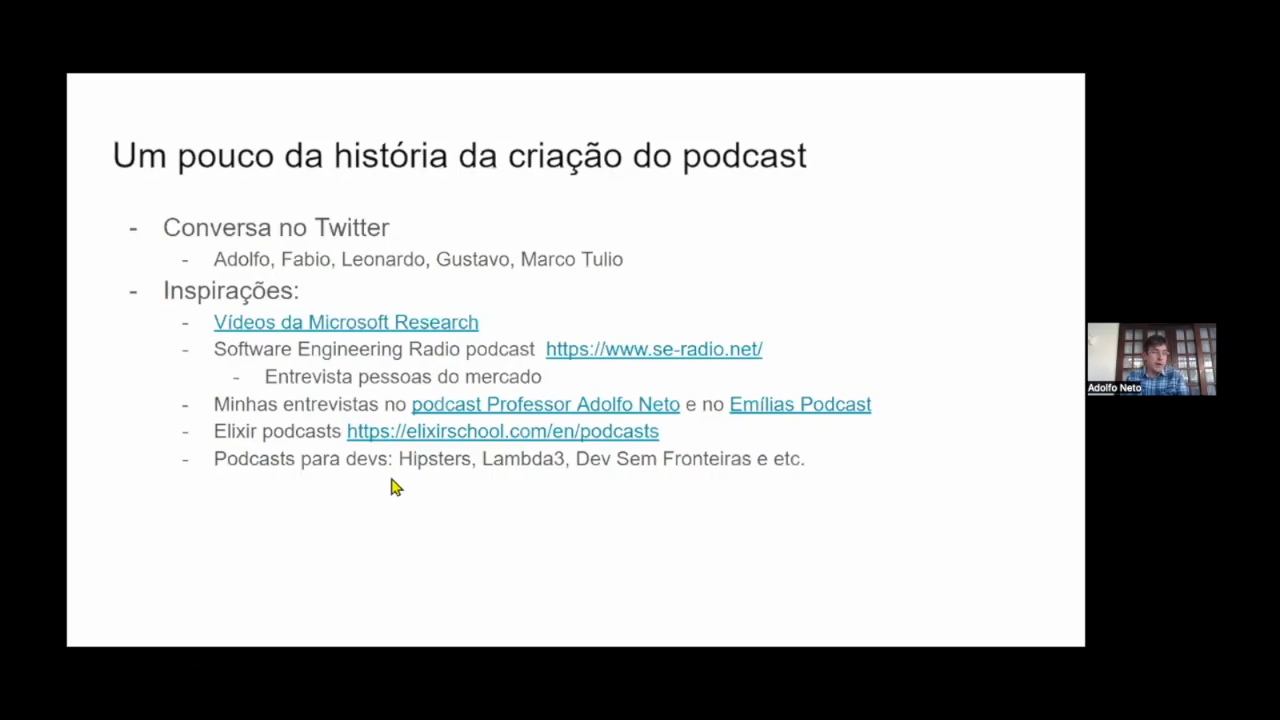 Um pouco da história da criação do podcast
- Conversa no Twitter
- Adolfo, Fabio, Leonardo, Gustavo, Marco Tulio
- Inspirações:
- Vídeos da Microsoft Research
- Software Engineering Radio podcast https://www.se-radio.net/
- Entrevista pessoas do mercado
- Minhas entrevistas no podcast Professor Adolfo Neto e no Emílias Podcast
- Elixir podcasts https://elixirschool.com/en/podcasts
- Podcasts para devs: Hipsters, Lambda3, Dev Sem Fronteiras e etc.
Adolfo Neto